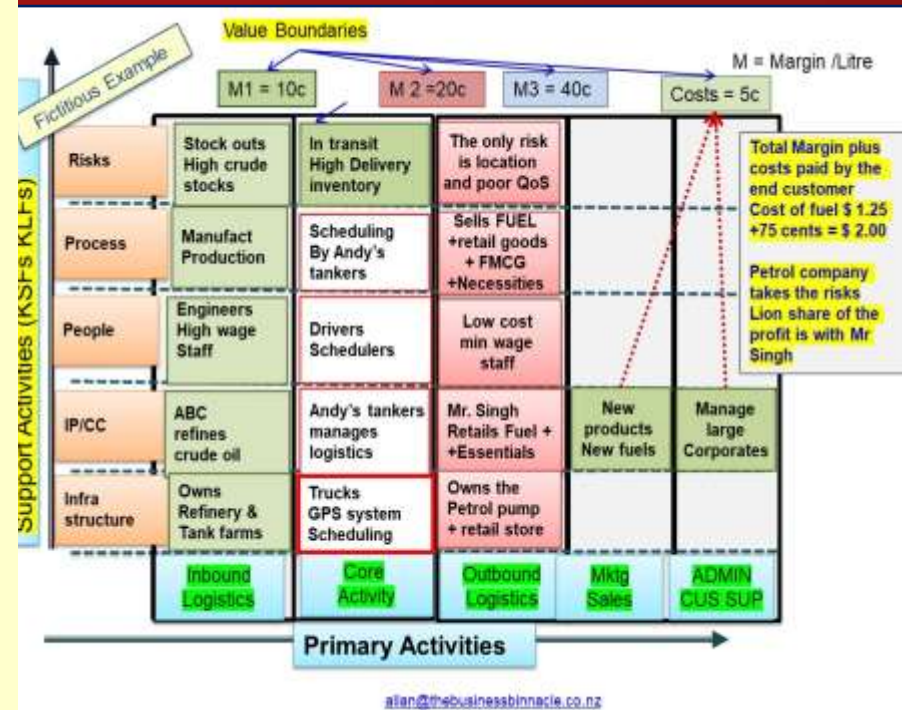 Value Boundaries
Fictitious Example
M = Margin /Litre
M1 = 10c
M 2 =20c
M3 = 40c
Costs = 5c
Support Activities (KSFs KLFs)
Risks
Stock outs
High crude
stocks
In transit
High Delivery
inventory
The only risk
is location
and poor QoS
Total Margin plus
costs paid by the
end customer
Cost of fuel $ 1.25
+75 cents = $ 2.00
Petrol company
takes the risks
Lion share of the
profit is with Mr
Singh
Process
Manufact
Production
Scheduling
By Andy's
tankers
Sells FUEL
+retail goods
+ FMCG
+Necessities
People
Engineers
High wage
Staff
Drivers
Schedulers
Low cost
min wage
staff
IP/CC
ABC
refines
crude oil
Andy's tankers
manages
logistics
Mr. Singh
Retails Fuel +
+Essentials
New
products
New fuels
Manage
large
Corporates
Infra
structure
Owns
Refinery &
Tank farms
Trucks
GPS system
Scheduling
Owns the
Petrol pump
+ retail store
Inbound
Logistics
Core
Activity
Outbound
Logistics
Mktg
Sales
ADMIN
CUS SUP
Primary Activities
allan@thebusinessbinnacle.co.nz